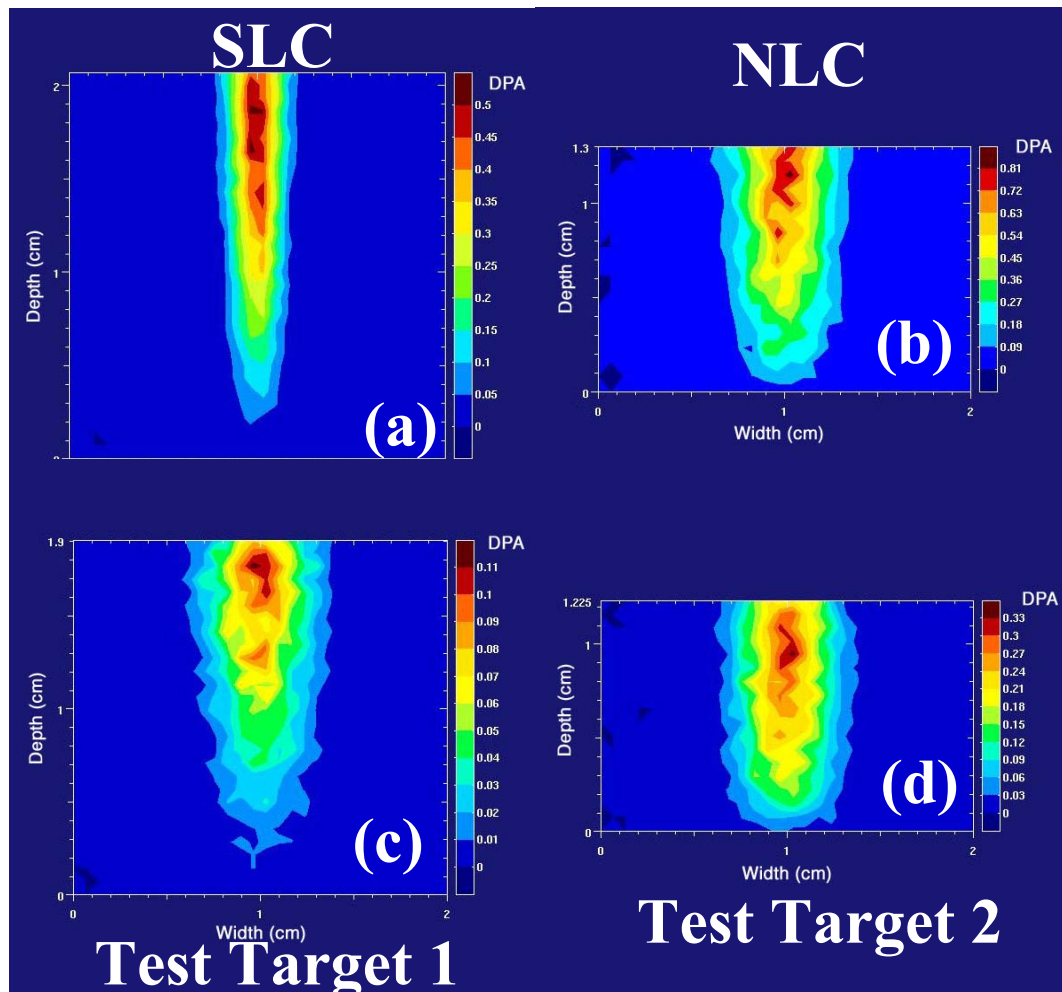 SLC
DPA
2
1
0
Depth (cm)
0.5
0.45
0.4
0.35
0.3
0.25
0.2
0.15
0.1
0.05
0
(a)
NLC
DPA
1.3
1
0
Depth (cm)
0.81
0.72
0.63
0.54
0.45
0.36
0.27
0.18
0.09
0
(b)
0 1 2
Width (cm)
DPA
1.9
1
0
Depth (cm)
0.11
0.1
0.09
0.08
0.07
0.06
0.05
0.04
0.03
0.02
0.01
0
(c)
0 1 2
Width (cm)
Test Target 1
DPA
1.225
1
0
Depth (cm)
0.33
0.3
0.27
0.24
0.21
0.18
0.15
0.12
0.09
0.06
0.03
0
(d)
0 1 2
Width (cm)
Test Target 2